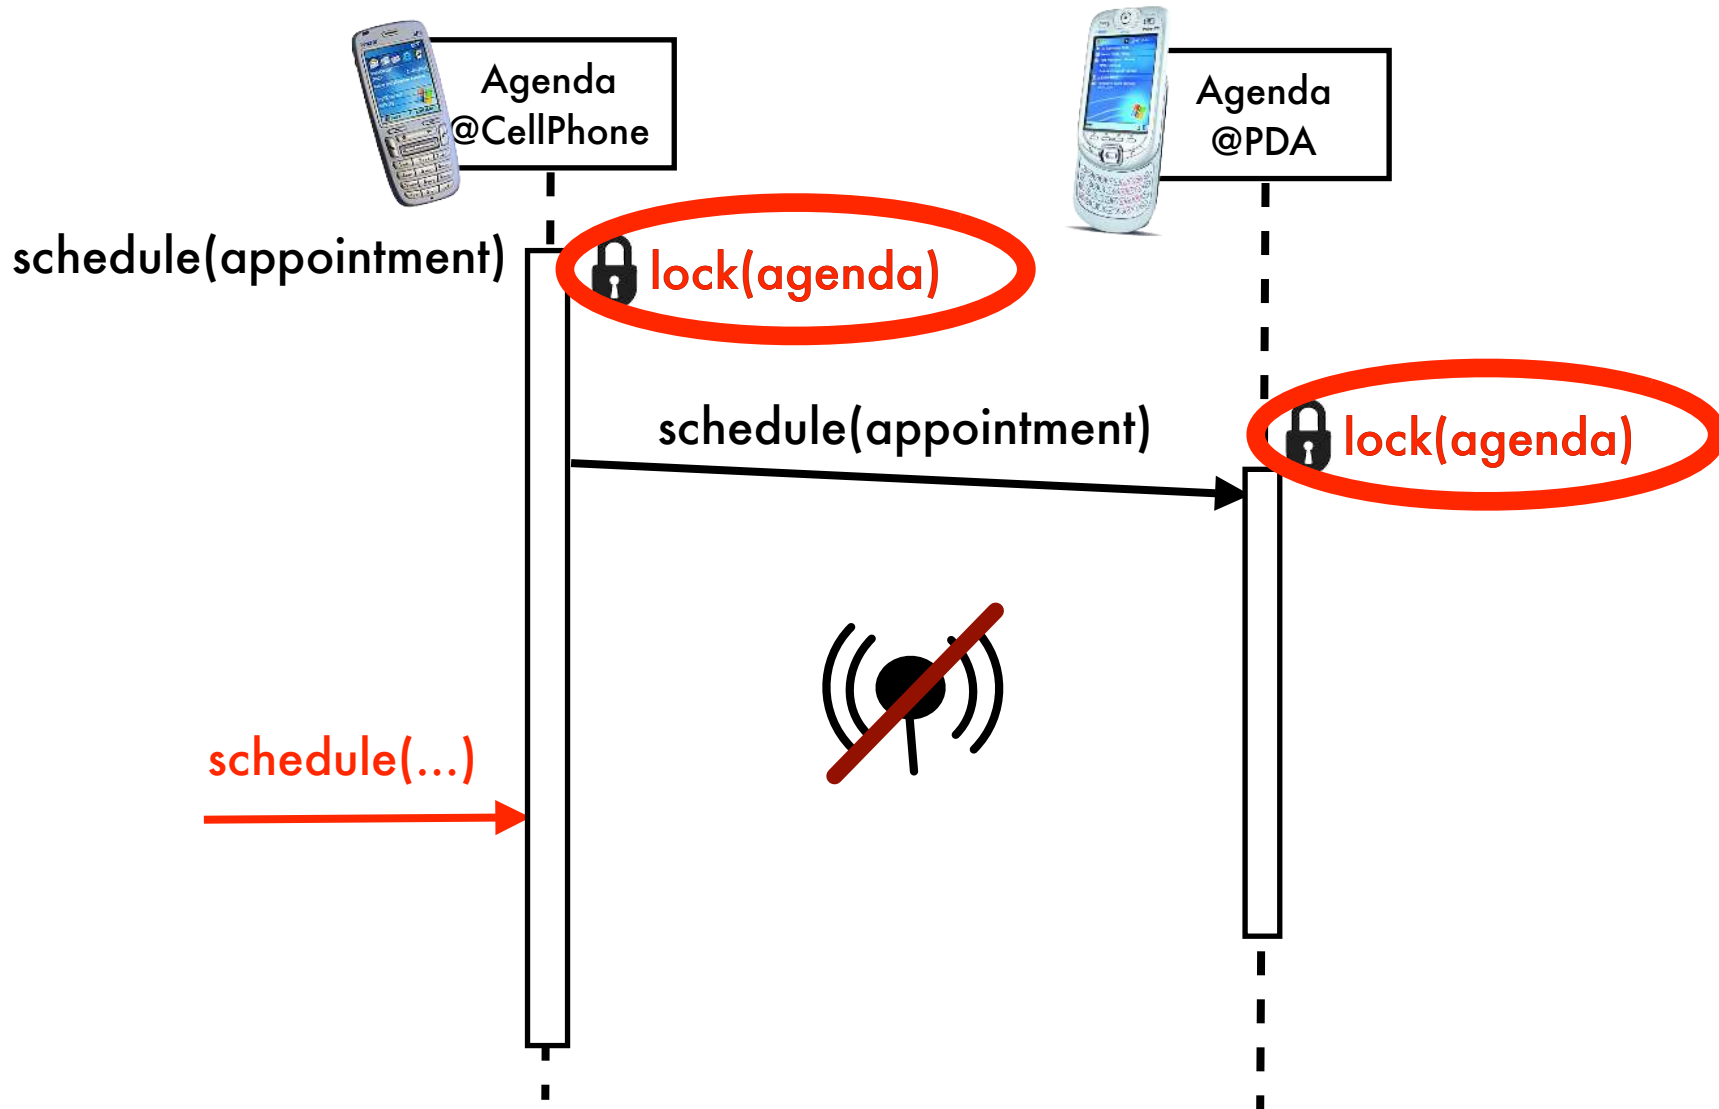 Agenda
@CellPhone
Agenda
@PDA
schedule(appointment)
lock(agenda)
schedule(appointment)
lock(agenda)
schedule(...)